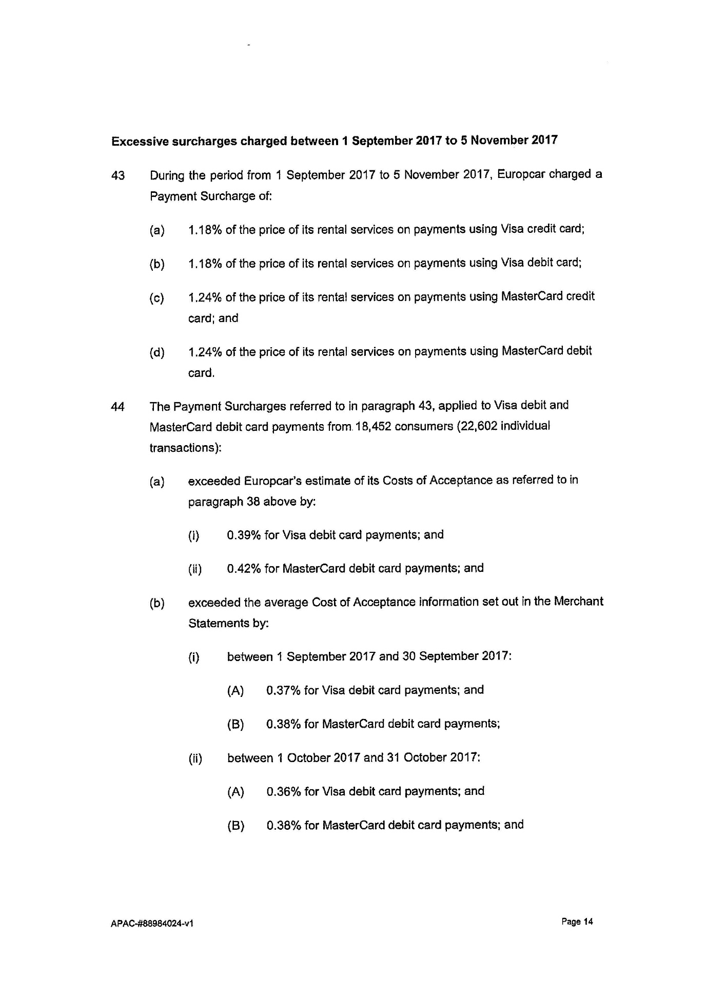 Excessive surcharges charged between 1 September 2017 to 5 November 2017
43 During the period from 1 September 2017 to 5 November 2017, Europcar charged a
Payment Surcharge of:
(a) 1.18% of the price of its rental services on payments using Visa credit card;
(b) 1.18% of the price of its rental services on payments using Visa debit card;
(c) 1.24% of the price of its rental services on payments using MasterCard credit
card; and
(d) 1.24% of the price of its rental services on payments using MasterCard debit
card.
44 The Payment Surcharges referred to in paragraph 43, applied to Visa debit and
MasterCard debit card payments from 18,452 consumers (22,602 individual
transactions):
(a) exceeded Europcar's estimate of its Costs of Acceptance as referred to in
paragraph 38 above by:
(i) 0.39% for Visa debit card payments; and
(ii) 0.42% for MasterCard debit card payments; and
(b) exceeded the average Cost of Acceptance information set out in the Merchant
Statements by:
(i) between 1 September 2017 and 30 September 2017:
(A) 0.37% for Visa debit card payments; and
(B) 0.38% for MasterCard debit card payments;
(ii) between 1 October 2017 and 31 October 2017:
(A) 0.36% for Visa debit card payments; and
(B) 0.38% for MasterCard debit card payments; and
APAC-#88984024-v1 Page 14